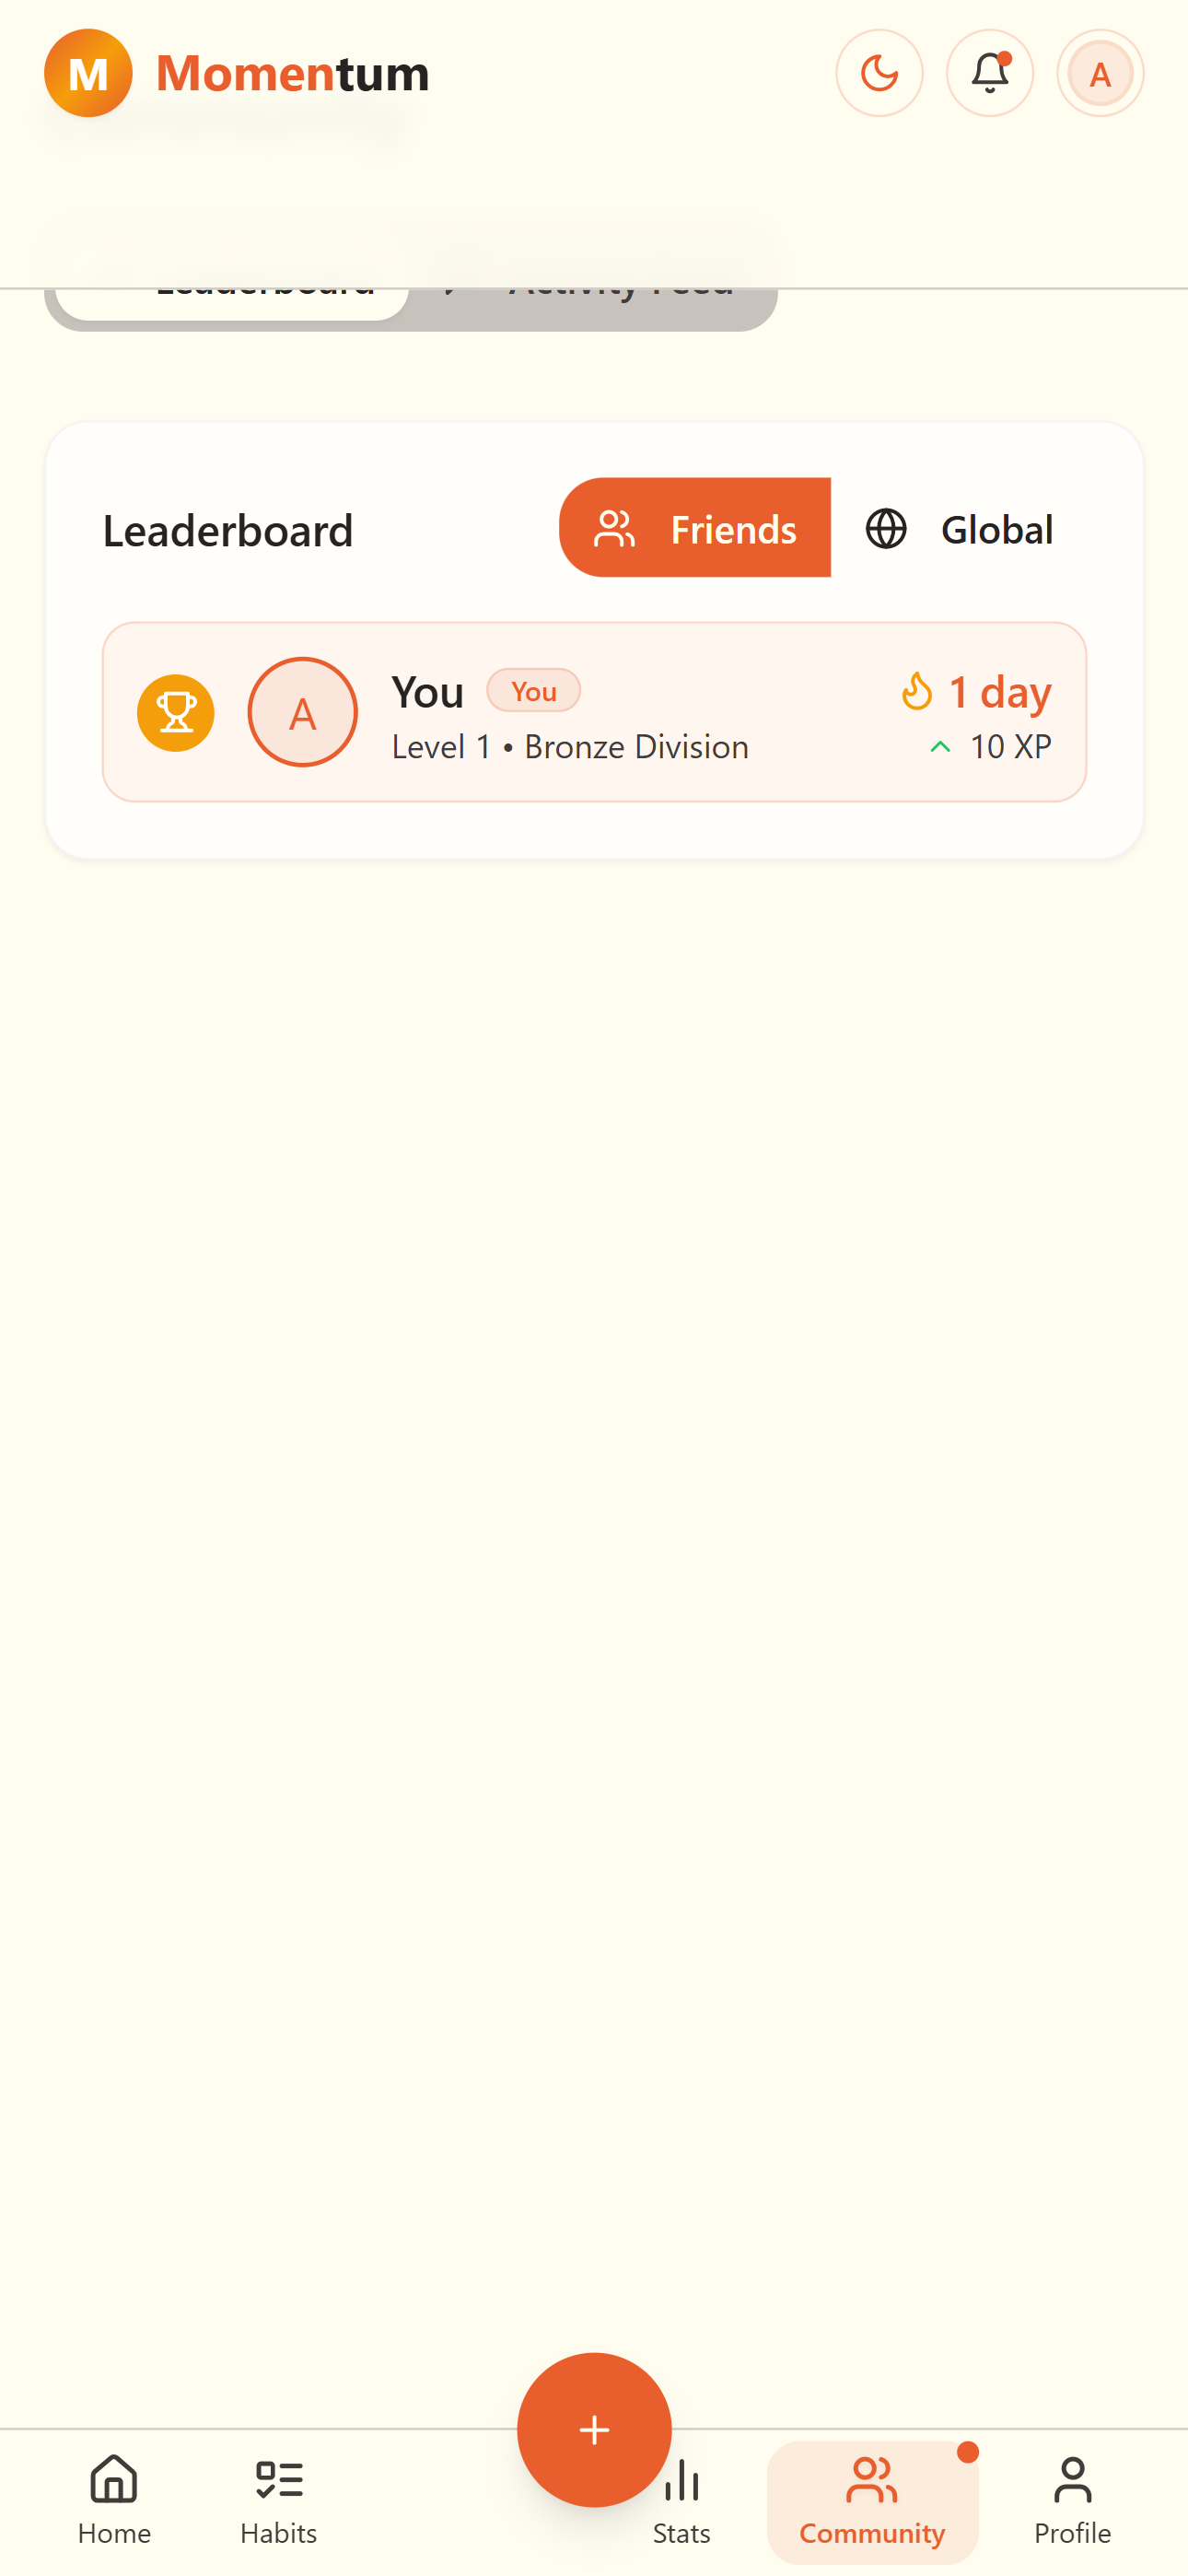 M Momentum A
Leaderboard Activity Feed
Leaderboard Friends Global
A You You 1 day
Level 1 • Bronze Division 10 XP
Home Habits Stats Community Profile